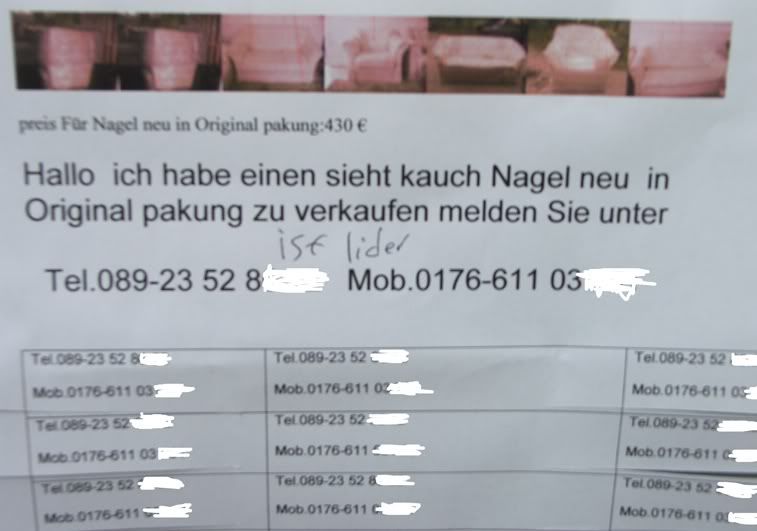 preis Für Nagel neu in Original pakung:430 €
Hallo ich habe einen sieht kauch Nagel neu in
Original pakung zu verkaufen melden Sie unter
ist lider
Tel.089-23 52 8 Mob.0176-611 03
Tel.089-23 52 8 Tel.089-23 52 Tel.089-23 52
Mob.0176-611 03 Mob.0176-611 0 Mob.0176-611 03
Tel.089-23 52 Tel.089-23 52 Tel.089-23 52
Mob.0176-611 03 Mob.0176-611 Mob.0176-611 0
Tel.089-23 52 Tel.089-23 52 8 Tel.089-23 52
Mob.0176-611 Mob.0176-611 0 Mob.0176-611 03